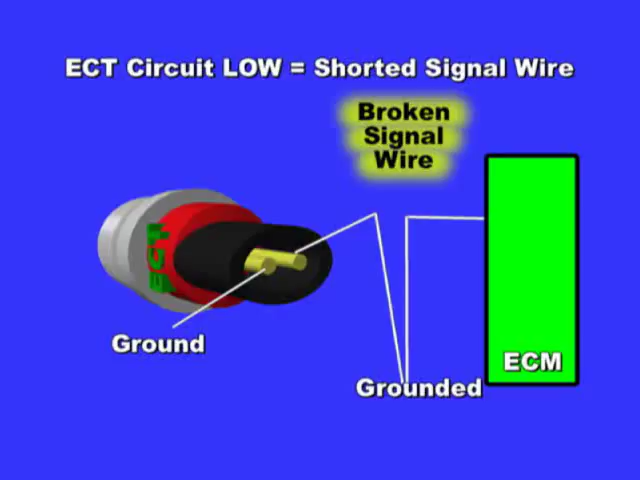 ECT Circuit LOW = Shorted Signal Wire
Broken
Signal
Wire
ECT
Ground
ECM
Grounded